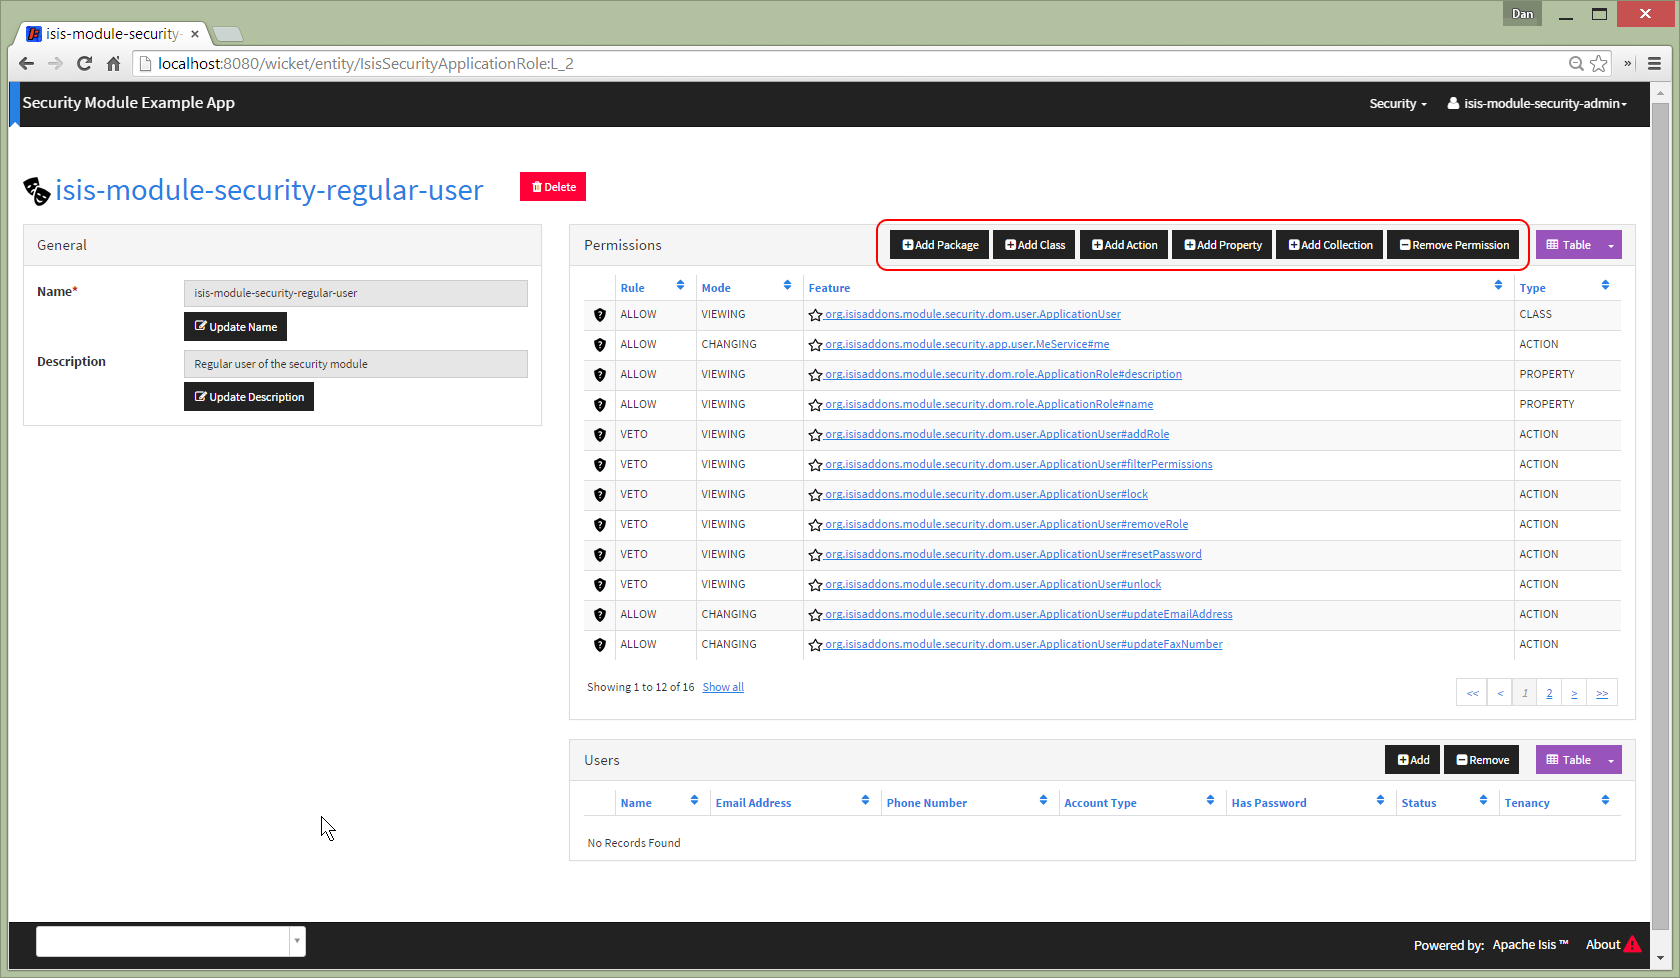 Dan
isis-module-security-
localhost:8080/wicket/entity/IsisSecurityApplicationRole:L_2
Security Module Example App
Security
isis-module-security-admin
isis-module-security-regular-user
Delete
General
Name*
isis-module-security-regular-user
Update Name
Description
Regular user of the security module
Update Description
Permissions
Add Package Add Class Add Action Add Property Add Collection Remove Permission Table
Rule Mode Feature Type
ALLOW VIEWING org.isisaddons.module.security.dom.user.ApplicationUser CLASS
ALLOW CHANGING org.isisaddons.module.security.app.user.MeService#me ACTION
ALLOW VIEWING org.isisaddons.module.security.dom.role.ApplicationRole#description PROPERTY
ALLOW VIEWING org.isisaddons.module.security.dom.role.ApplicationRole#name PROPERTY
VETO VIEWING org.isisaddons.module.security.dom.user.ApplicationUser#addRole ACTION
VETO VIEWING org.isisaddons.module.security.dom.user.ApplicationUser#filterPermissions ACTION
VETO VIEWING org.isisaddons.module.security.dom.user.ApplicationUser#lock ACTION
VETO VIEWING org.isisaddons.module.security.dom.user.ApplicationUser#removeRole ACTION
VETO VIEWING org.isisaddons.module.security.dom.user.ApplicationUser#resetPassword ACTION
VETO VIEWING org.isisaddons.module.security.dom.user.ApplicationUser#unlock ACTION
ALLOW CHANGING org.isisaddons.module.security.dom.user.ApplicationUser#updateEmailAddress ACTION
ALLOW CHANGING org.isisaddons.module.security.dom.user.ApplicationUser#updateFaxNumber ACTION
Showing 1 to 12 of 16 Show all
<< < 1 2 > >>
Users
Add Remove Table
Name Email Address Phone Number Account Type Has Password Status Tenancy
No Records Found
Powered by: Apache Isis™ About